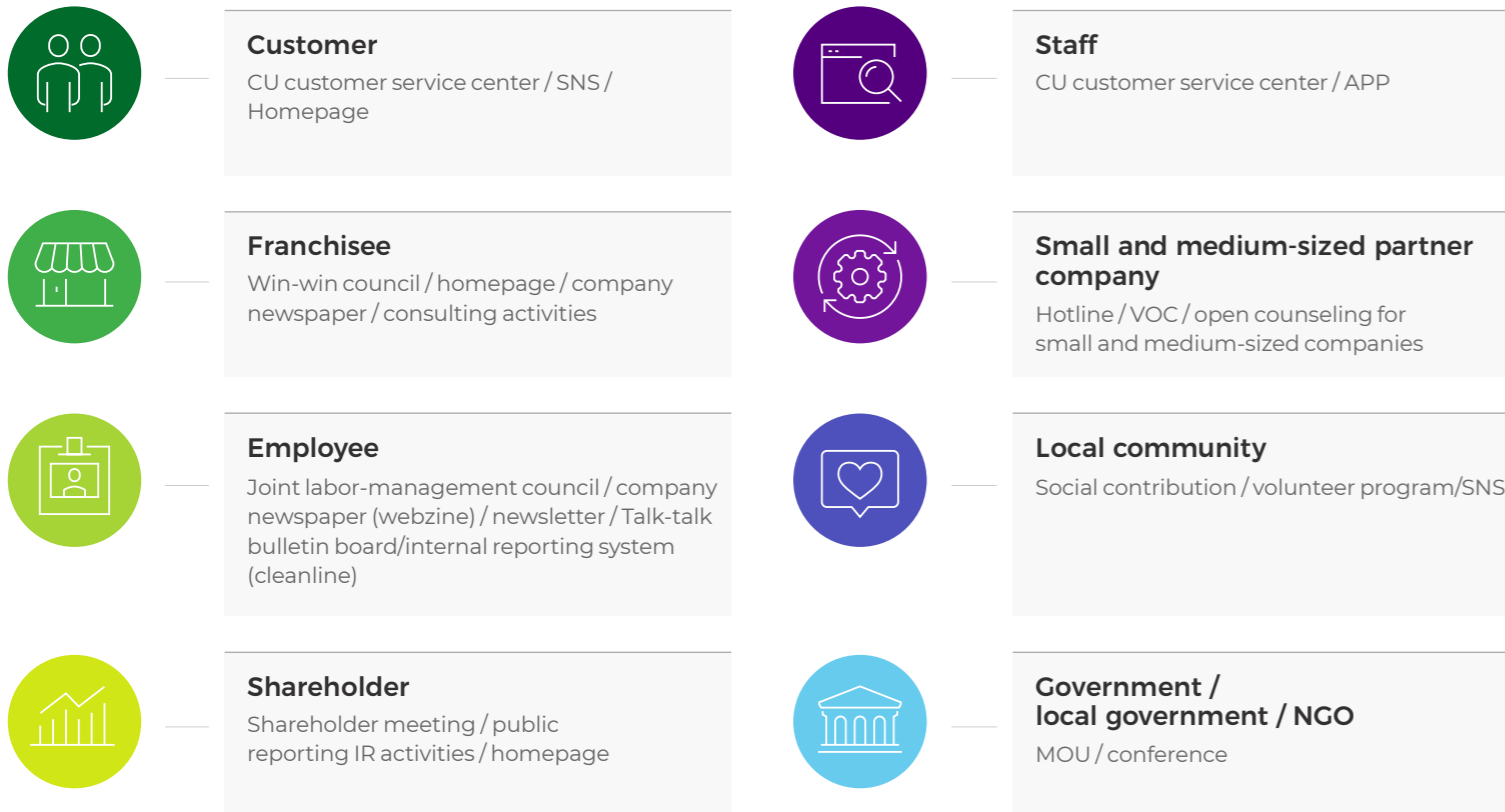 Customer
CU customer service center / SNS /
Homepage
Staff
CU customer service center / APP
Franchisee
Win-win council / homepage / company
newspaper / consulting activities
Small and medium-sized partner
company
Hotline / VOC / open counseling for
small and medium-sized companies
Employee
Joint labor-management council / company
newspaper (webzine) / newsletter / Talk-talk
bulletin board/internal reporting system
(cleanline)
Local community
Social contribution / volunteer program/SNS
Shareholder
Shareholder meeting / public
reporting IR activities / homepage
Government /
local government / NGO
MOU / conference